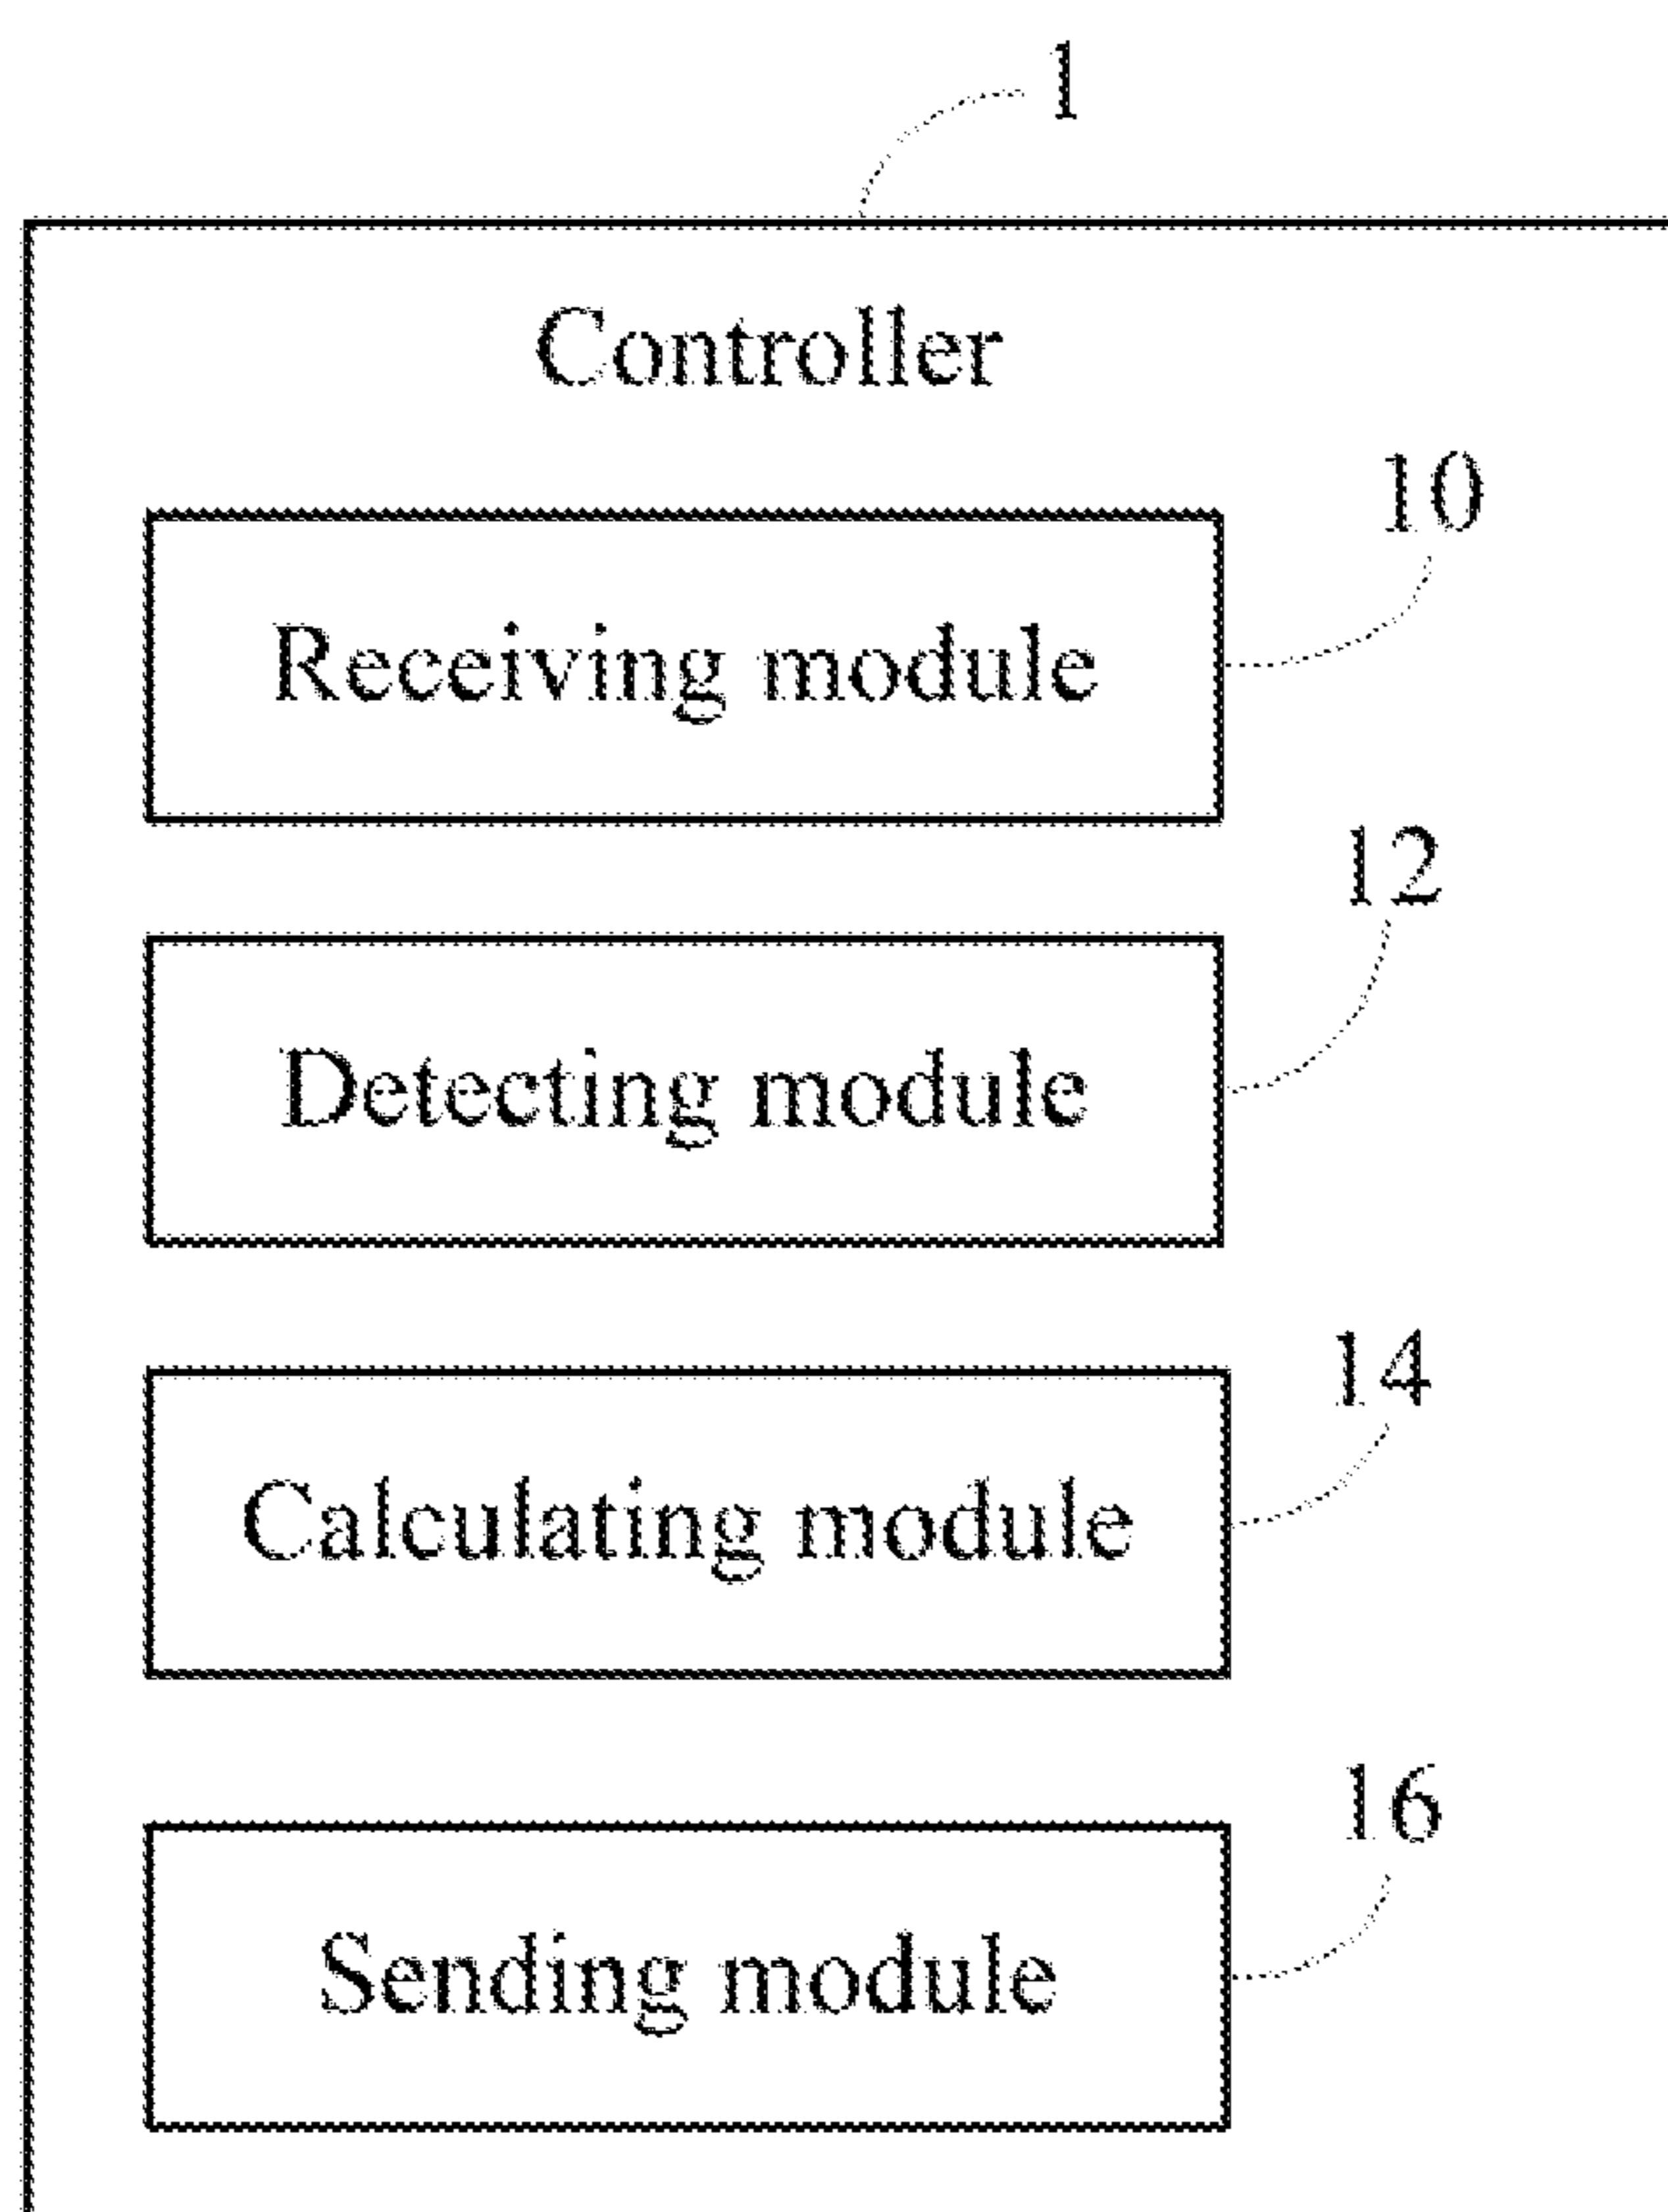 1
Controller
10
Receiving module
12
Detecting module
14
Calculating module
16
Sending module